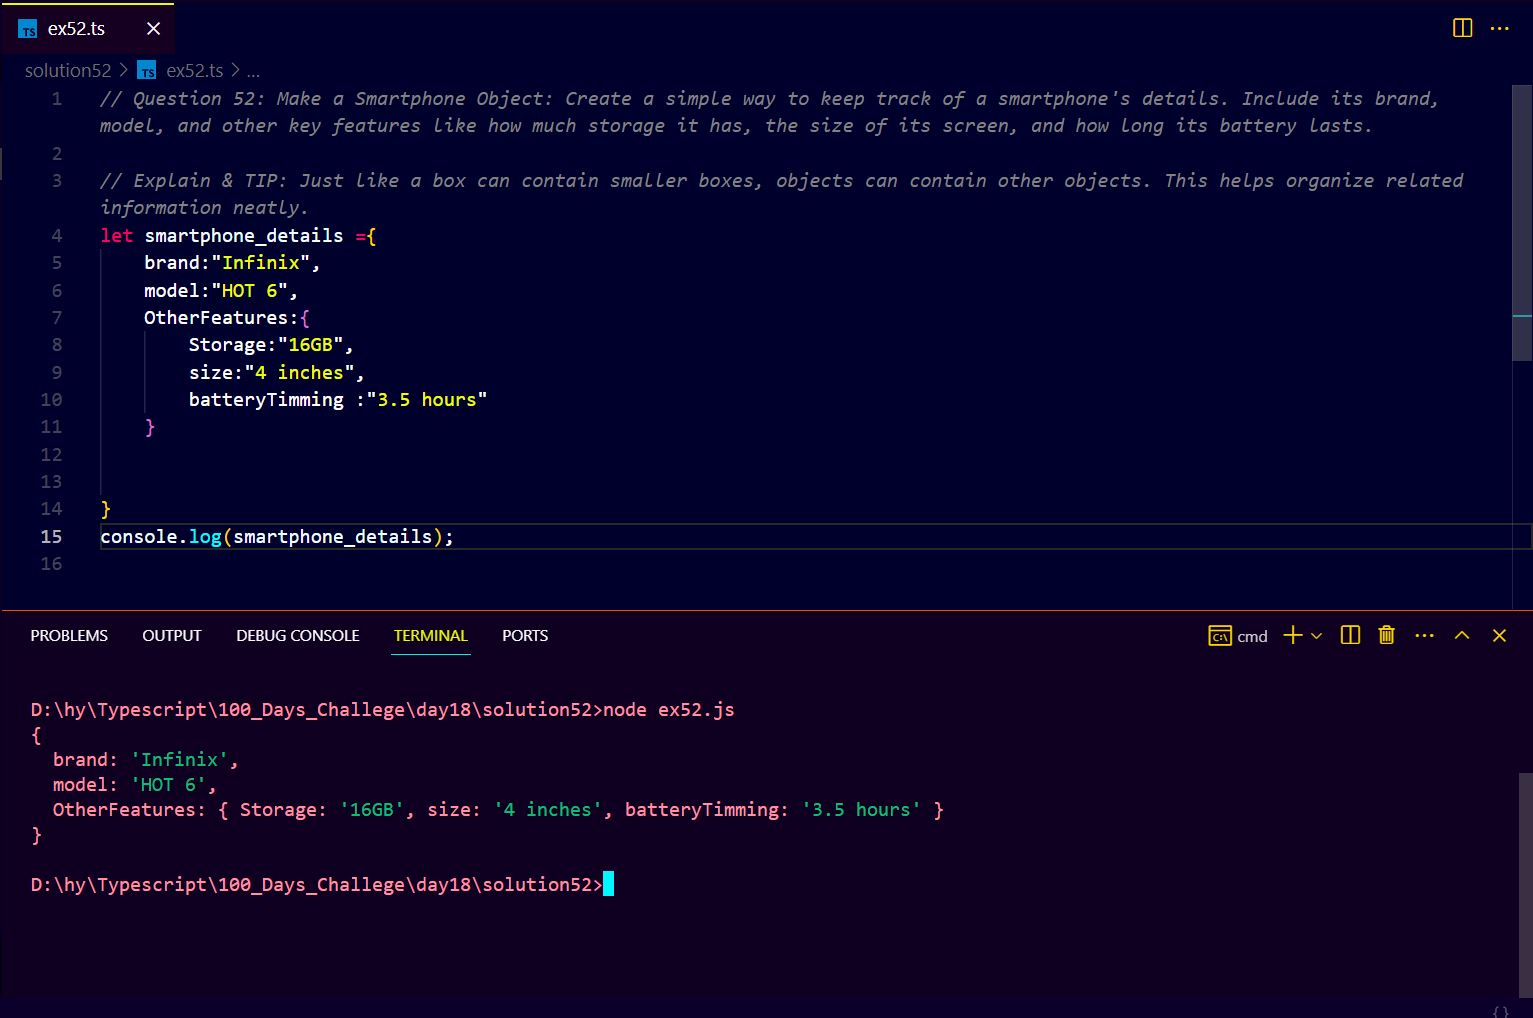 TS ex52.ts
solution52 > TS ex52.ts > ...
1 // Question 52: Make a Smartphone Object: Create a simple way to keep track of a smartphone's details. Include its brand,
model, and other key features like how much storage it has, the size of its screen, and how long its battery lasts.
2
3 // Explain & TIP: Just like a box can contain smaller boxes, objects can contain other objects. This helps organize related
information neatly.
4 let smartphone_details ={
5 brand:"Infinix",
6 model:"HOT 6",
7 OtherFeatures:{
8 Storage:"16GB",
9 size:"4 inches",
10 batteryTimming :"3.5 hours"
11 }
12
13
14 }
15 console.log(smartphone_details);
16
PROBLEMS OUTPUT DEBUG CONSOLE TERMINAL PORTS cmd
D:\hy\Typescript\100_Days_Challege\day18\solution52>node ex52.js
{
brand: 'Infinix',
model: 'HOT 6',
OtherFeatures: { Storage: '16GB', size: '4 inches', batteryTimming: '3.5 hours' }
}
D:\hy\Typescript\100_Days_Challege\day18\solution52>